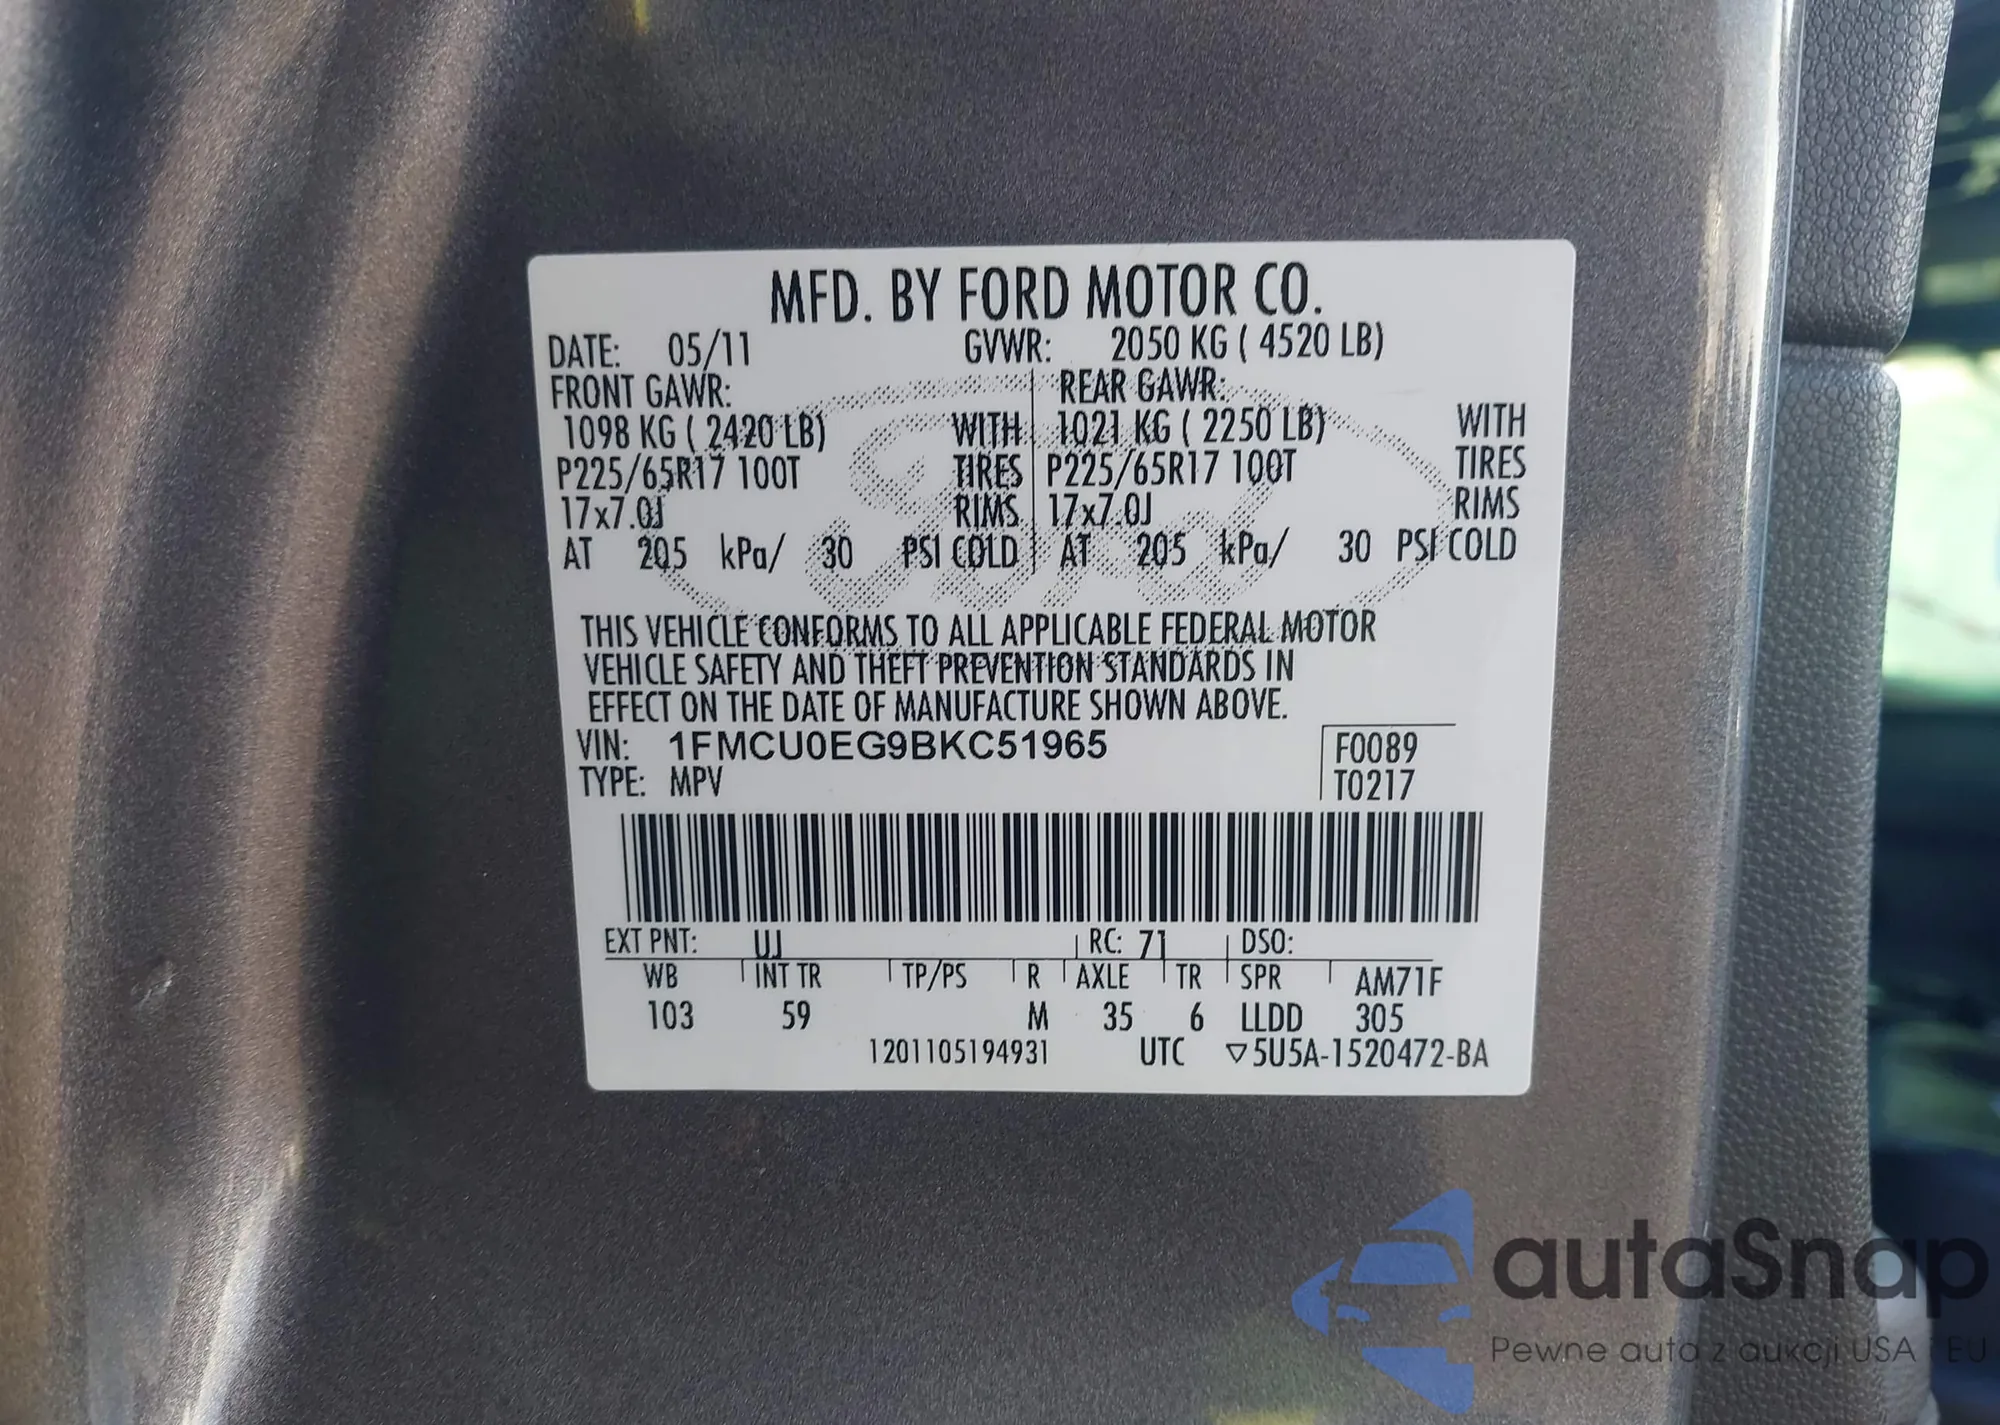 MFD. BY FORD MOTOR CO.
DATE: 05/11 GVWR: 2050 KG ( 4520 LB)
FRONT GAWR: REAR GAWR:
1098 KG ( 2420 LB) WITH 1021 KG ( 2250 LB) WITH
P225/65R17 100T TIRES P225/65R17 100T TIRES
17x7.0J RIMS 17x7.0J RIMS
AT 205 kPa/ 30 PSI COLD AT 205 kPa/ 30 PSI COLD
THIS VEHICLE CONFORMS TO ALL APPLICABLE FEDERAL MOTOR
VEHICLE SAFETY AND THEFT PREVENTION STANDARDS IN
EFFECT ON THE DATE OF MANUFACTURE SHOWN ABOVE.
VIN: 1FMCU0EG9BKC51965 F0089
TYPE: MPV T0217
EXT PNT: UJ RC: 71 DSO:
WB INT TR TP/PS R AXLE TR SPR AM71F
103 59 M 35 6 LLDD 305
1201105194931 UTC ▽5U5A-1520472-BA
autaSnap
Pewne auta z aukcji USA i EU